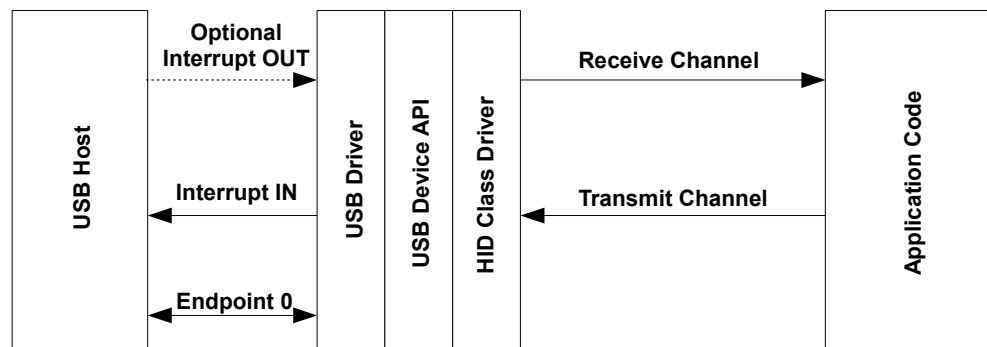 Optional
Interrupt OUT
Receive Channel
USB Host
USB Driver
USB Device API
HID Class Driver
Application Code
Interrupt IN
Transmit Channel
Endpoint 0